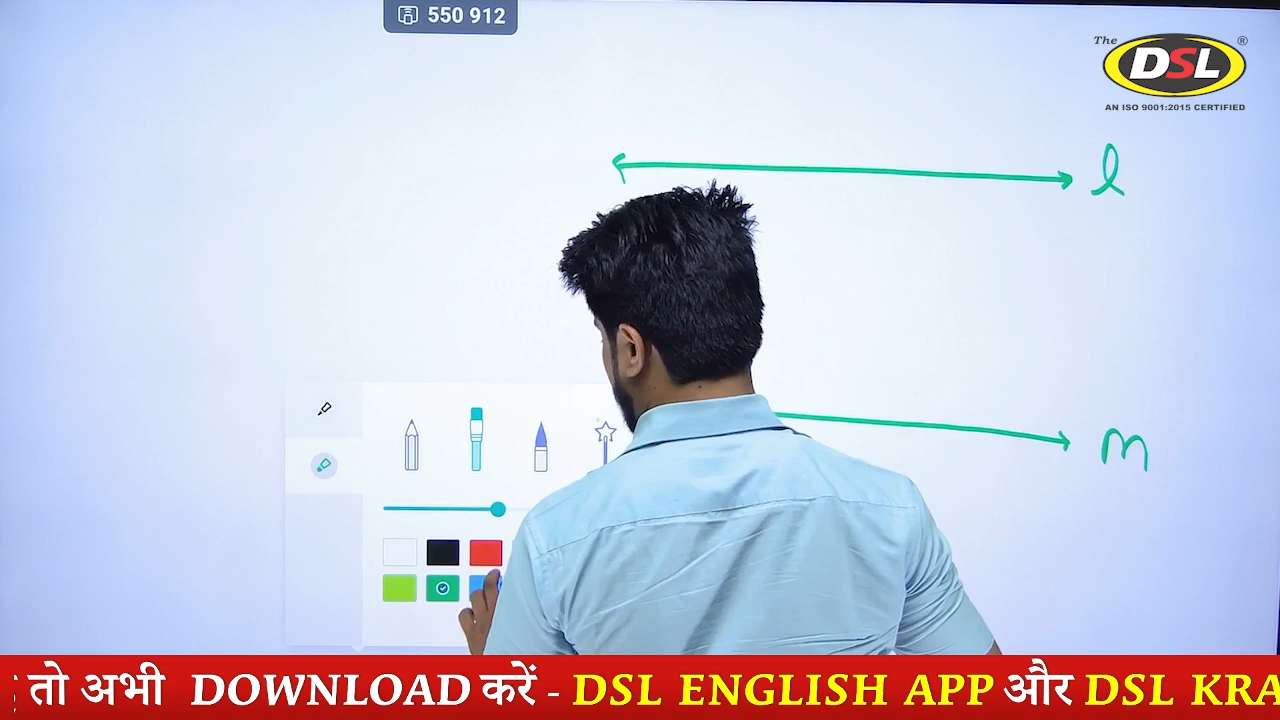 550 912
The DSL ®
AN ISO 9001:2015 CERTIFIED
l
m
तो अभी DOWNLOAD करें - DSL ENGLISH APP और DSL KRA